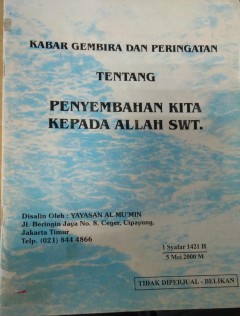 KABAR GEMBIRA DAN PERINGATAN
TENTANG
PENYEMBAHAN KITA
KEPADA ALLAH SWT.
Disalin Oleh : YAYASAN AL MU'MIN
Jl. Beringin Jaya No. 8, Ceger, Cipayung,
Jakarta Timur
Telp. (021) 844 4866
1 Syafar 1421 H
5 Mei 2000 M
TIDAK DIPERJUAL - BELIKAN